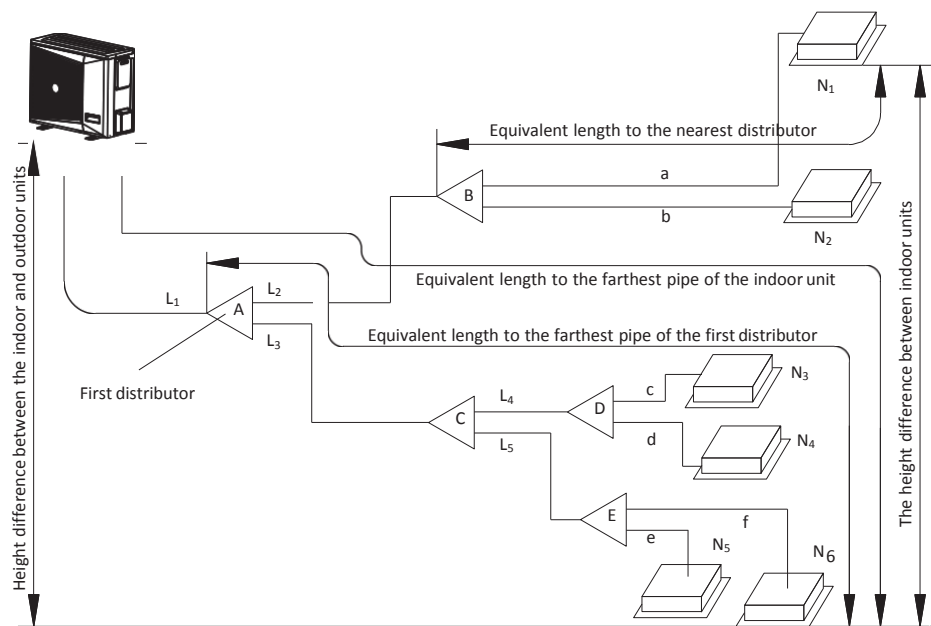 N1
Equivalent length to the nearest distributor
a
B
b
N2
Equivalent length to the farthest pipe of the indoor unit
L1
L2
A
L3
Equivalent length to the farthest pipe of the first distributor
First distributor
N3
c
L4
D
C
d
N4
L5
E
f
e
N5
N6
Height difference between the indoor and outdoor units
The height difference between indoor units